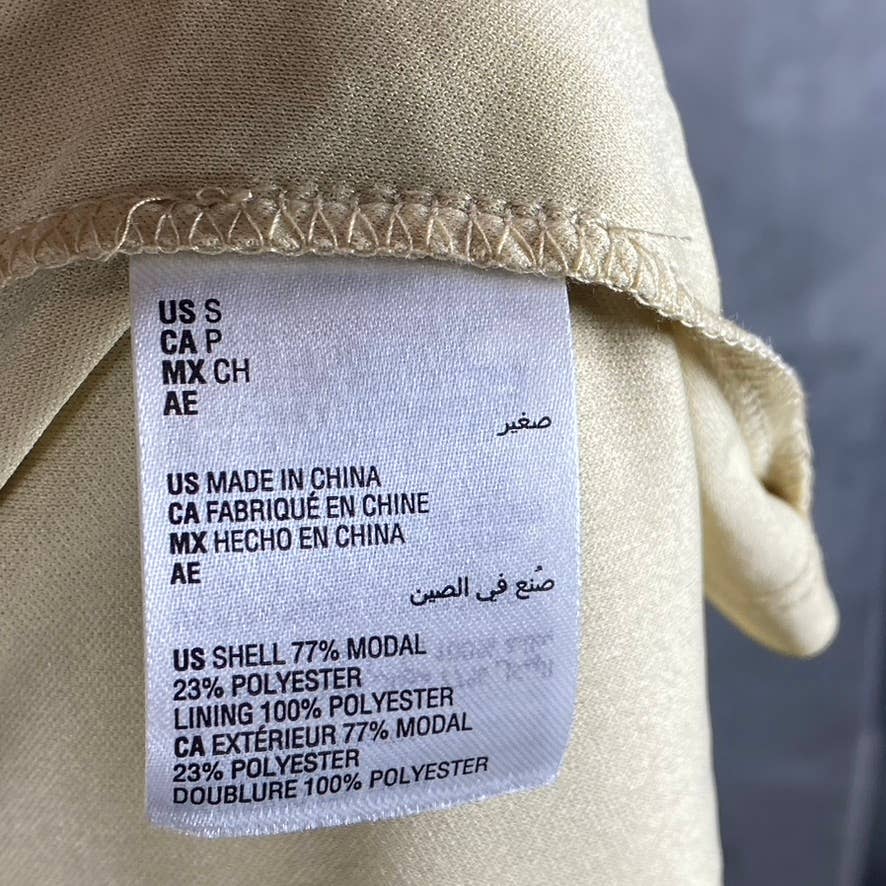 US S
CA P
MX CH
AE
صغير
US MADE IN CHINA
CA FABRIQUÉ EN CHINE
MX HECHO EN CHINA
AE
صُنع في الصين
US SHELL 77% MODAL
23% POLYESTER
LINING 100% POLYESTER
CA EXTÉRIEUR 77% MODAL
23% POLYESTER
DOUBLURE 100% POLYESTER